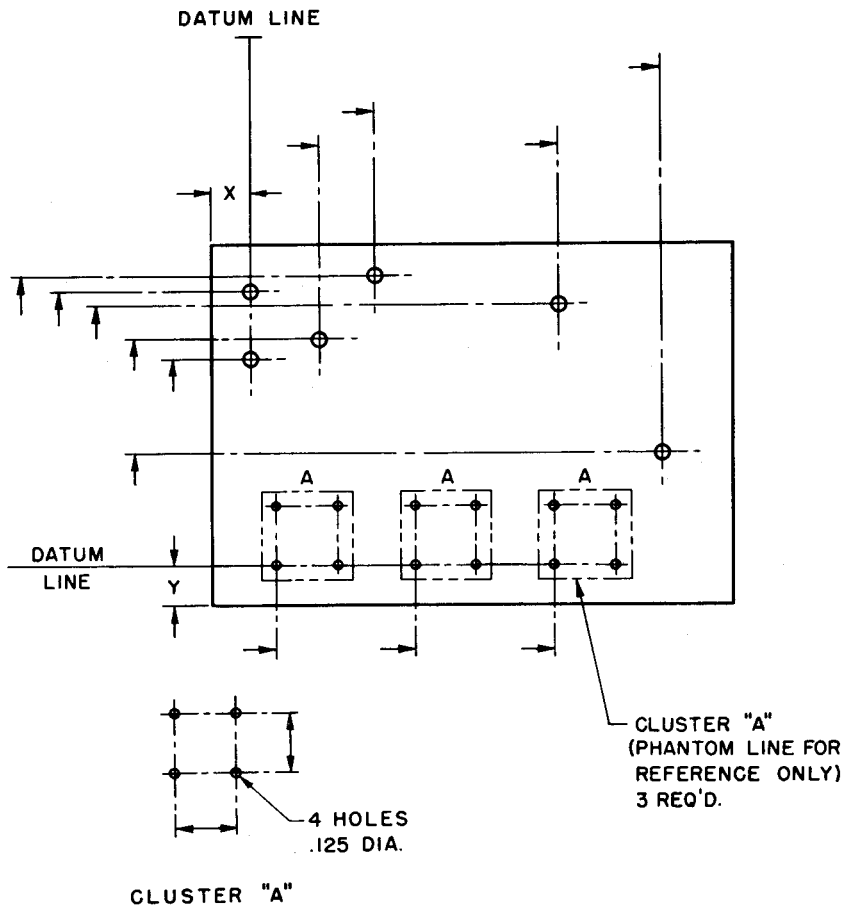 DATUM LINE
X
A
A
A
DATUM
LINE
Y
CLUSTER "A"
(PHANTOM LINE FOR
REFERENCE ONLY)
3 REQ'D.
4 HOLES
.125 DIA.
CLUSTER "A"